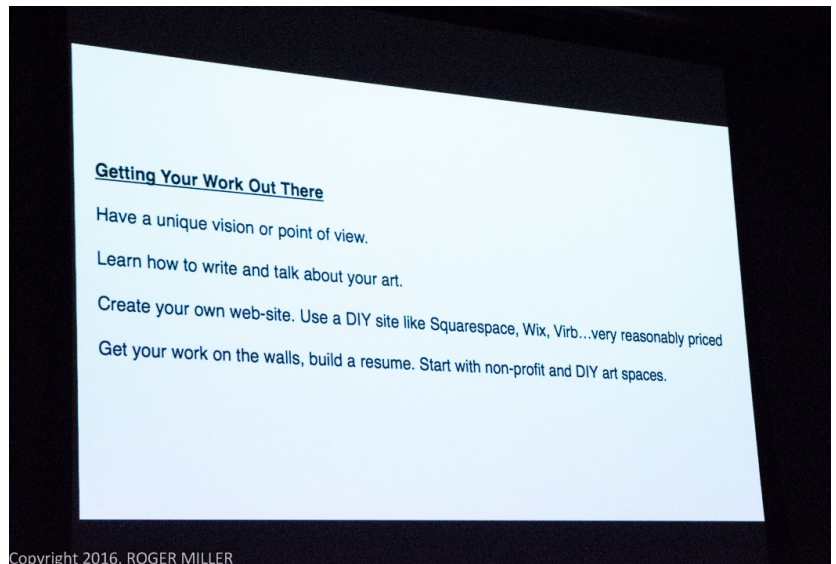 Getting Your Work Out There
Have a unique vision or point of view.
Learn how to write and talk about your art.
Create your own web-site. Use a DIY site like Squarespace, Wix, Virb...very reasonably priced
Get your work on the walls, build a resume. Start with non-profit and DIY art spaces.
Copyright 2016, ROGER MILLER